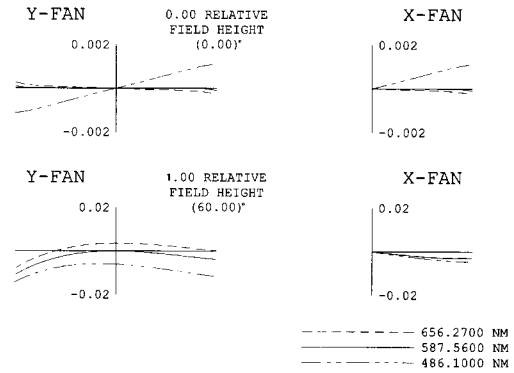 Y-FAN
0.00 RELATIVE
FIELD HEIGHT
(0.00)°
X-FAN
0.002
0.002
-0.002
-0.002
Y-FAN
1.00 RELATIVE
FIELD HEIGHT
(60.00)°
X-FAN
0.02
0.02
-0.02
-0.02
656.2700 NM
587.5600 NM
486.1000 NM